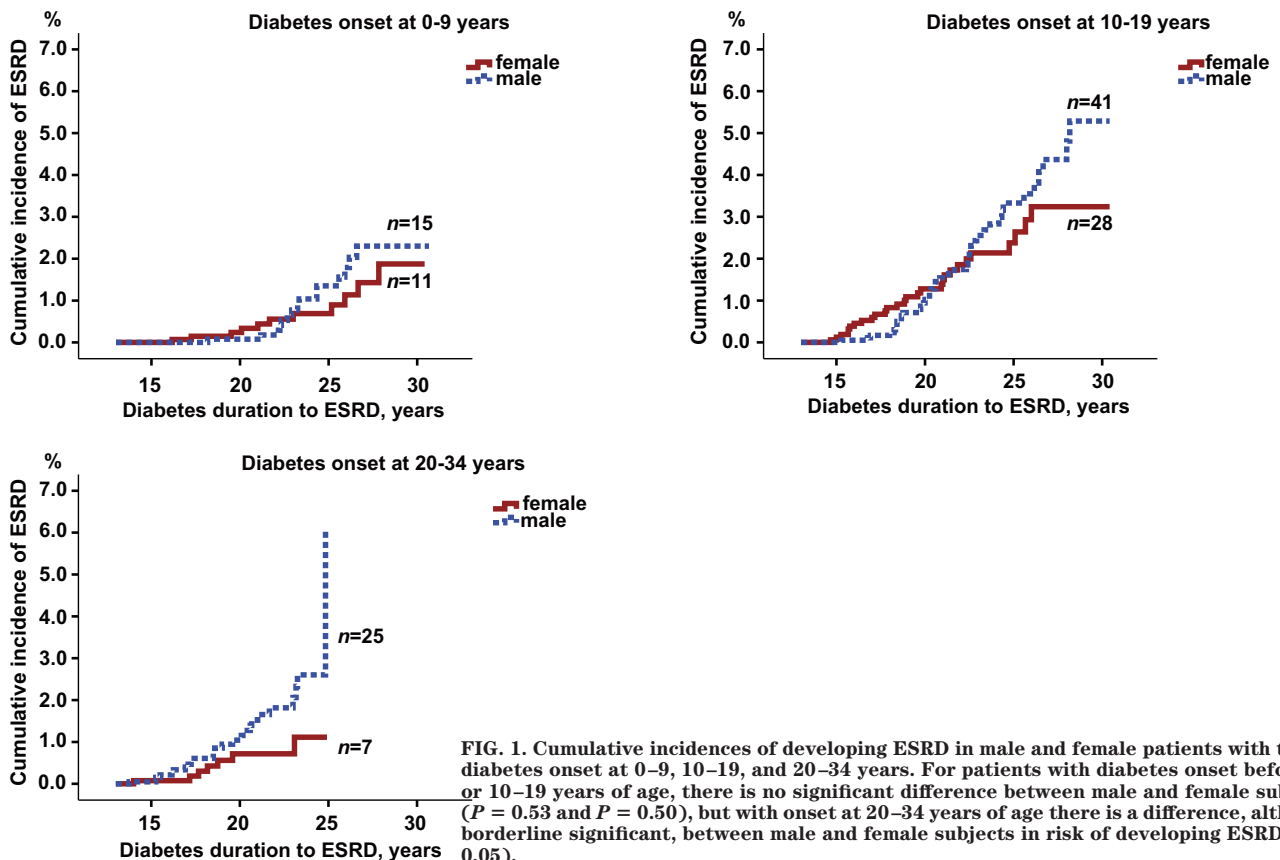 % Diabetes onset at 0-9 years
7.0
6.0
5.0
4.0
3.0
2.0
1.0
0.0
Cumulative incidence of ESRD
female
male
n=15
n=11
15 20 25 30
Diabetes duration to ESRD, years
% Diabetes onset at 10-19 years
7.0
6.0
5.0
4.0
3.0
2.0
1.0
0.0
Cumulative incidence of ESRD
female
male
n=41
n=28
15 20 25 30
Diabetes duration to ESRD, years
% Diabetes onset at 20-34 years
7.0
6.0
5.0
4.0
3.0
2.0
1.0
0.0
Cumulative incidence of ESRD
female
male
n=25
n=7
15 20 25 30
Diabetes duration to ESRD, years
FIG. 1. Cumulative incidences of developing ESRD in male and female patients with
diabetes onset at 0–9, 10–19, and 20–34 years. For patients with diabetes onset
or 10–19 years of age, there is no significant difference between male and female
(P = 0.53 and P = 0.50), but with onset at 20–34 years of age there is a difference,
borderline significant, between male and female subjects in risk of developing ESRD
0.05).